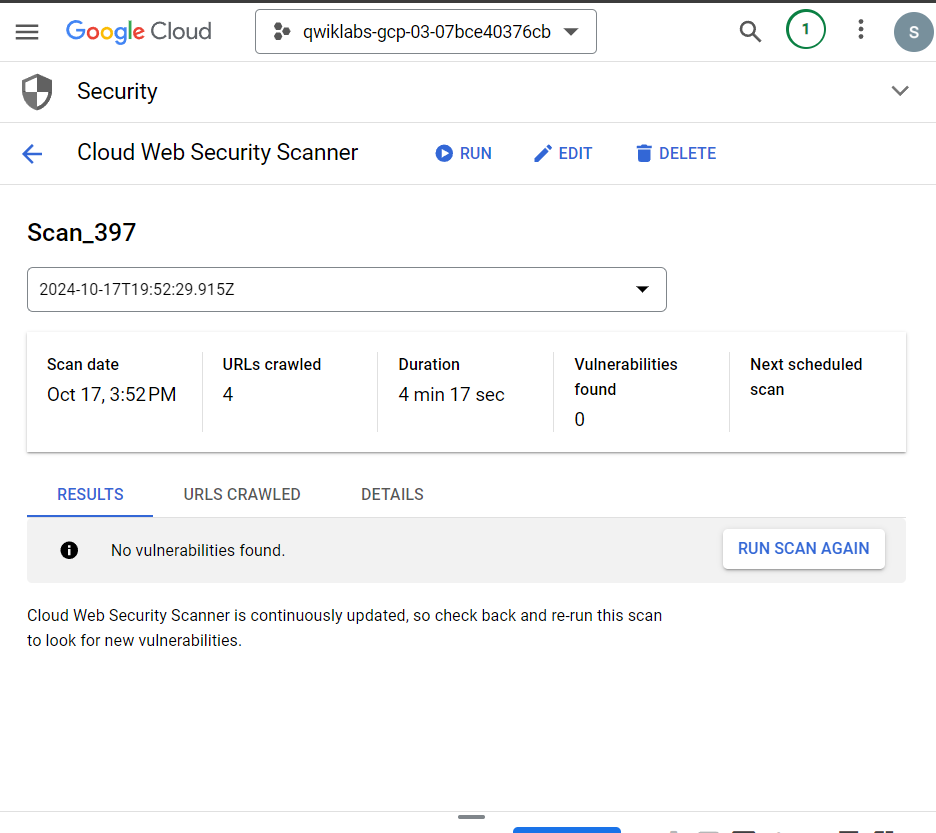 Google Cloud
qwiklabs-gcp-03-07bce40376cb
1
S
Security
Cloud Web Security Scanner
RUN
EDIT
DELETE
Scan_397
2024-10-17T19:52:29.915Z
Scan date
Oct 17, 3:52 PM
URLs crawled
4
Duration
4 min 17 sec
Vulnerabilities
found
0
Next scheduled
scan
RESULTS
URLS CRAWLED
DETAILS
No vulnerabilities found.
RUN SCAN AGAIN
Cloud Web Security Scanner is continuously updated, so check back and re-run this scan
to look for new vulnerabilities.